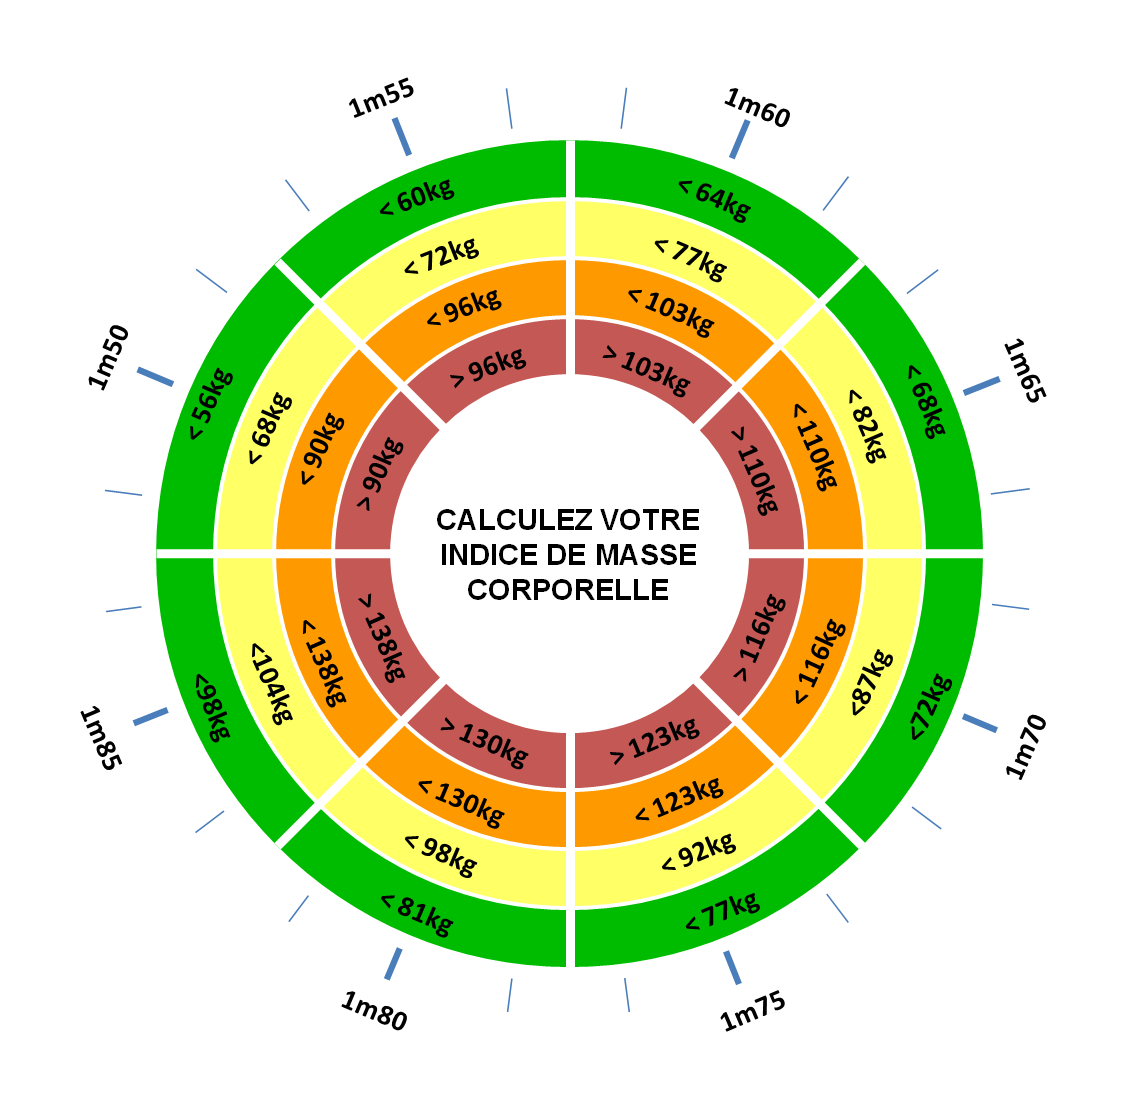 1m55
1m60
< 60kg
< 64kg
< 72kg
< 77kg
< 96kg
< 103kg
> 96kg
> 103kg
1m50
1m65
< 56kg
< 68kg
< 68kg
< 82kg
< 90kg
< 110kg
> 90kg
> 110kg
CALCULEZ VOTRE
INDICE DE MASSE
CORPORELLE
> 138kg
> 116kg
< 138kg
< 116kg
<104kg
<87kg
<98kg
<72kg
1m85
1m70
> 130kg
> 123kg
< 130kg
< 123kg
< 98kg
< 92kg
< 81kg
< 77kg
1m80
1m75